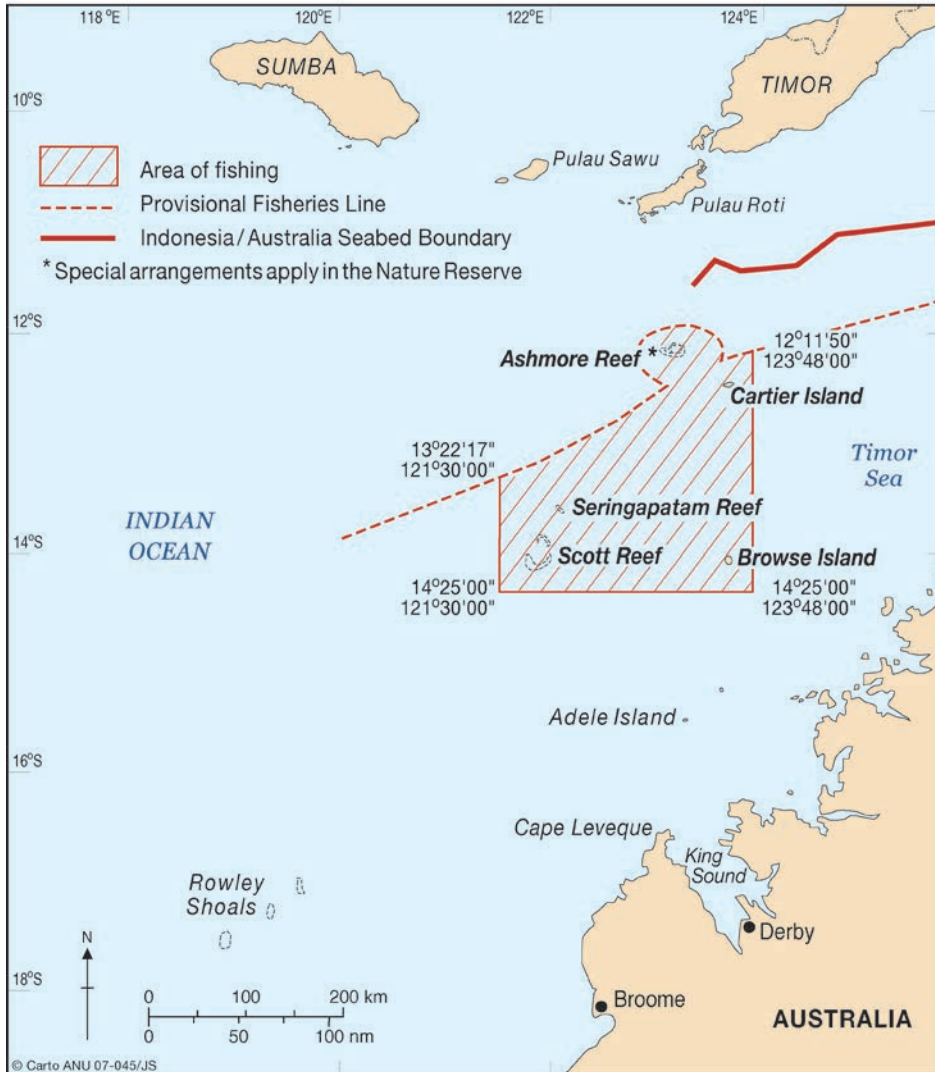 118°E
120°E
122°E
124°E
SUMBA
TIMOR
10°S
Pulau Sawu
Area of fishing
Provisional Fisheries Line
Pulau Roti
Indonesia/Australia Seabed Boundary
* Special arrangements apply in the Nature Reserve
12°S
12°11'50"
123°48'00"
Ashmore Reef *
Cartier Island
13°22'17"
121°30'00"
Timor
Sea
Seringapatam Reef
INDIAN
OCEAN
14°S
Scott Reef
Browse Island
14°25'00"
121°30'00"
14°25'00"
123°48'00"
Adele Island
16°S
Cape Leveque
King
Sound
Rowley
Shoals
Derby
N
18°S
0 100 200 km
0 50 100 nm
Broome
AUSTRALIA
© Carto ANU 07-045/JS